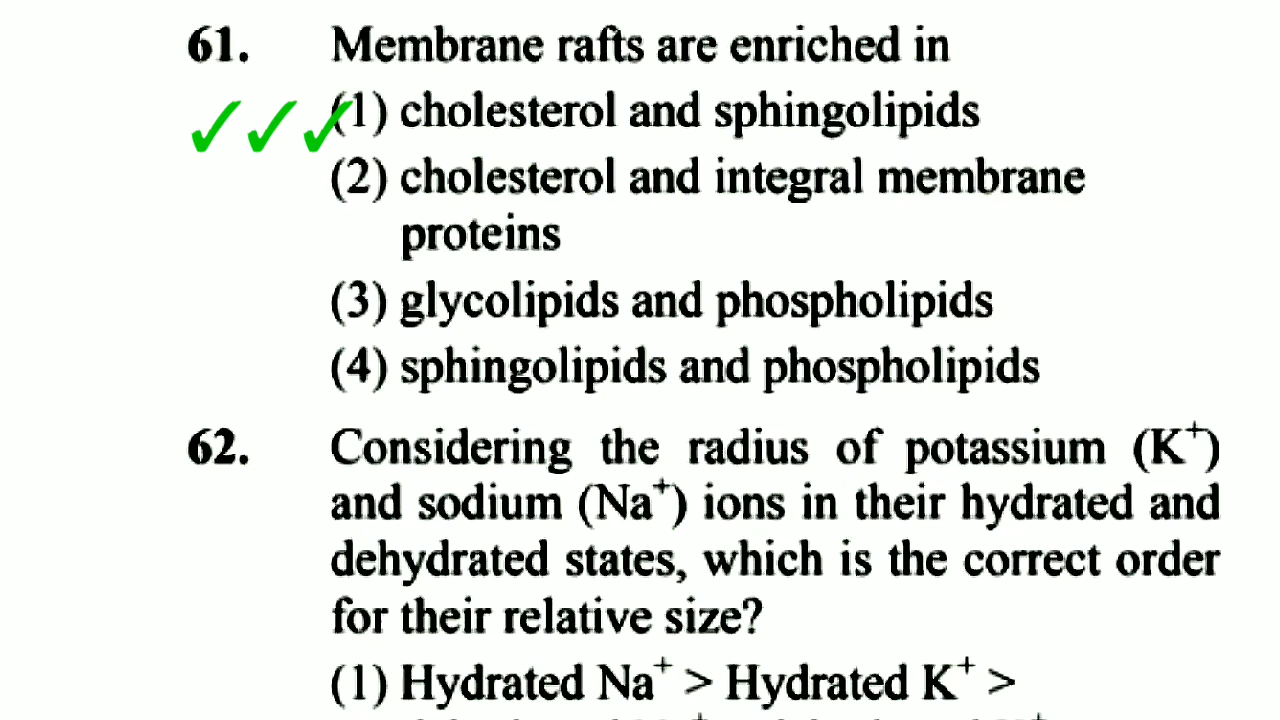 61. Membrane rafts are enriched in
✓✓✓(1) cholesterol and sphingolipids
(2) cholesterol and integral membrane
proteins
(3) glycolipids and phospholipids
(4) sphingolipids and phospholipids
62. Considering the radius of potassium (K⁺)
and sodium (Na⁺) ions in their hydrated and
dehydrated states, which is the correct order
for their relative size?
(1) Hydrated Na⁺ > Hydrated K⁺ >